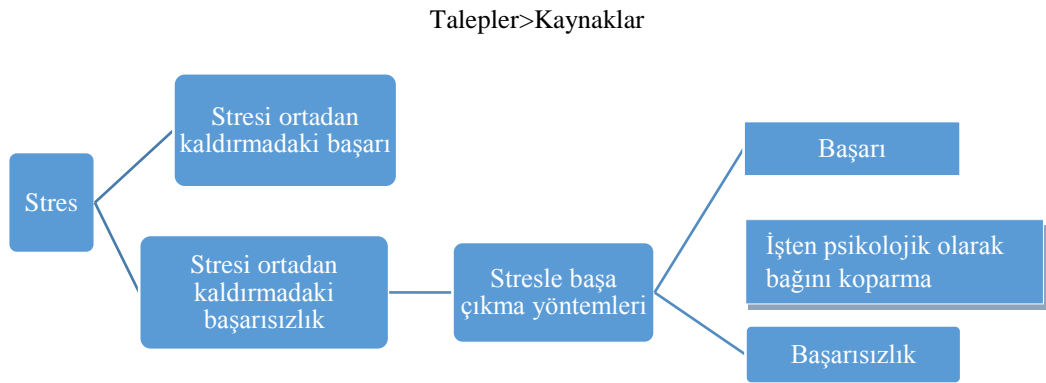 Talepler>Kaynaklar
Stres
Stresi ortadan
kaldırmadaki başarı
Stresi ortadan
kaldırmadaki
başarısızlık
Stresle başa
çıkma yöntemleri
Başarı
İşten psikolojik olarak
bağını koparma
Başarısızlık